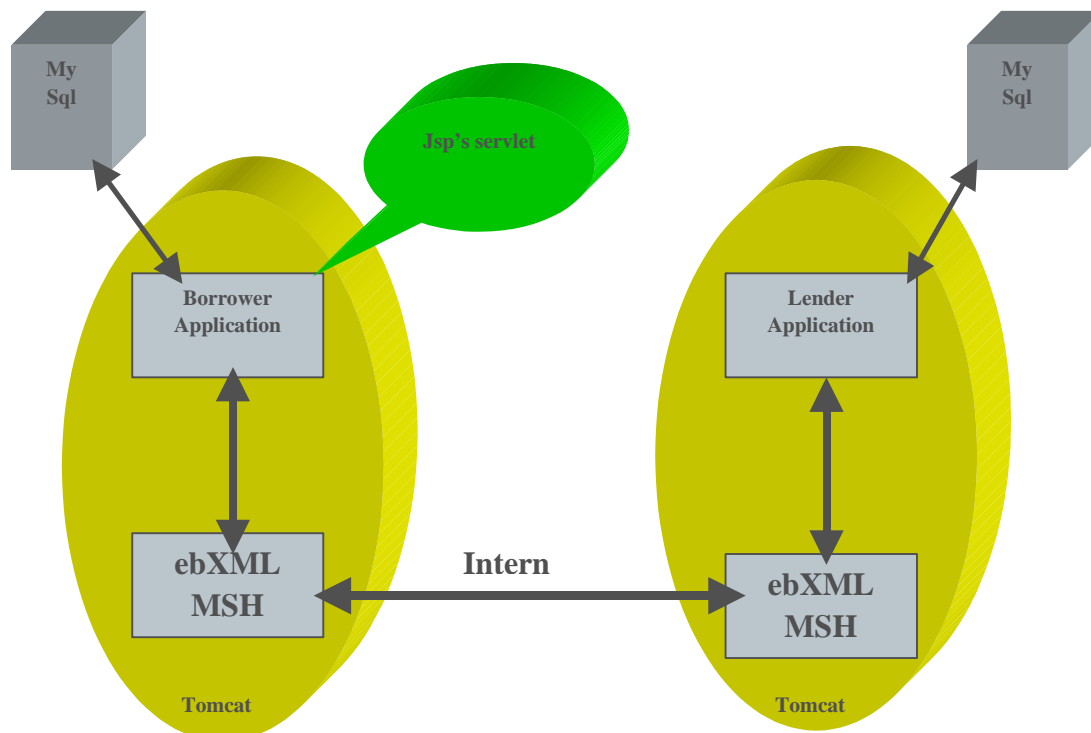 My
Sql
My
Sql
Jsp's servlet
Borrower
Application
Lender
Application
ebXML
MSH
Intern
ebXML
MSH
Tomcat
Tomcat